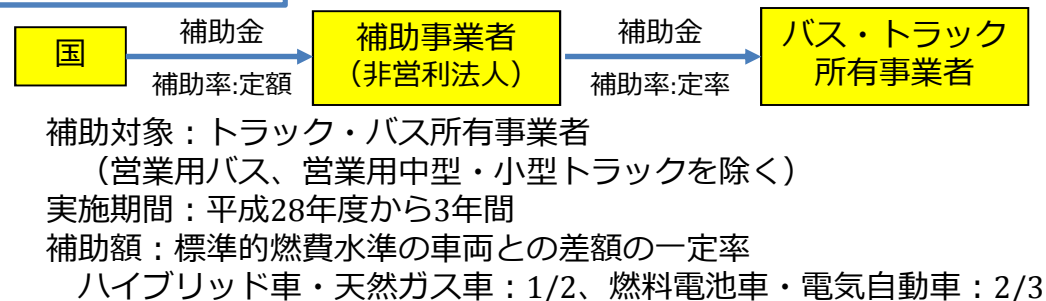 国
補助金
補助率:定額
補助事業者
（非営利法人）
補助金
補助率:定率
バス・トラック
所有事業者
補助対象：トラック・バス所有事業者
（営業用バス、営業用中型・小型トラックを除く）
実施期間：平成28年度から3年間
補助額：標準的燃費水準の車両との差額の一定率
ハイブリッド車・天然ガス車：1/2、燃料電池車・電気自動車：2/3